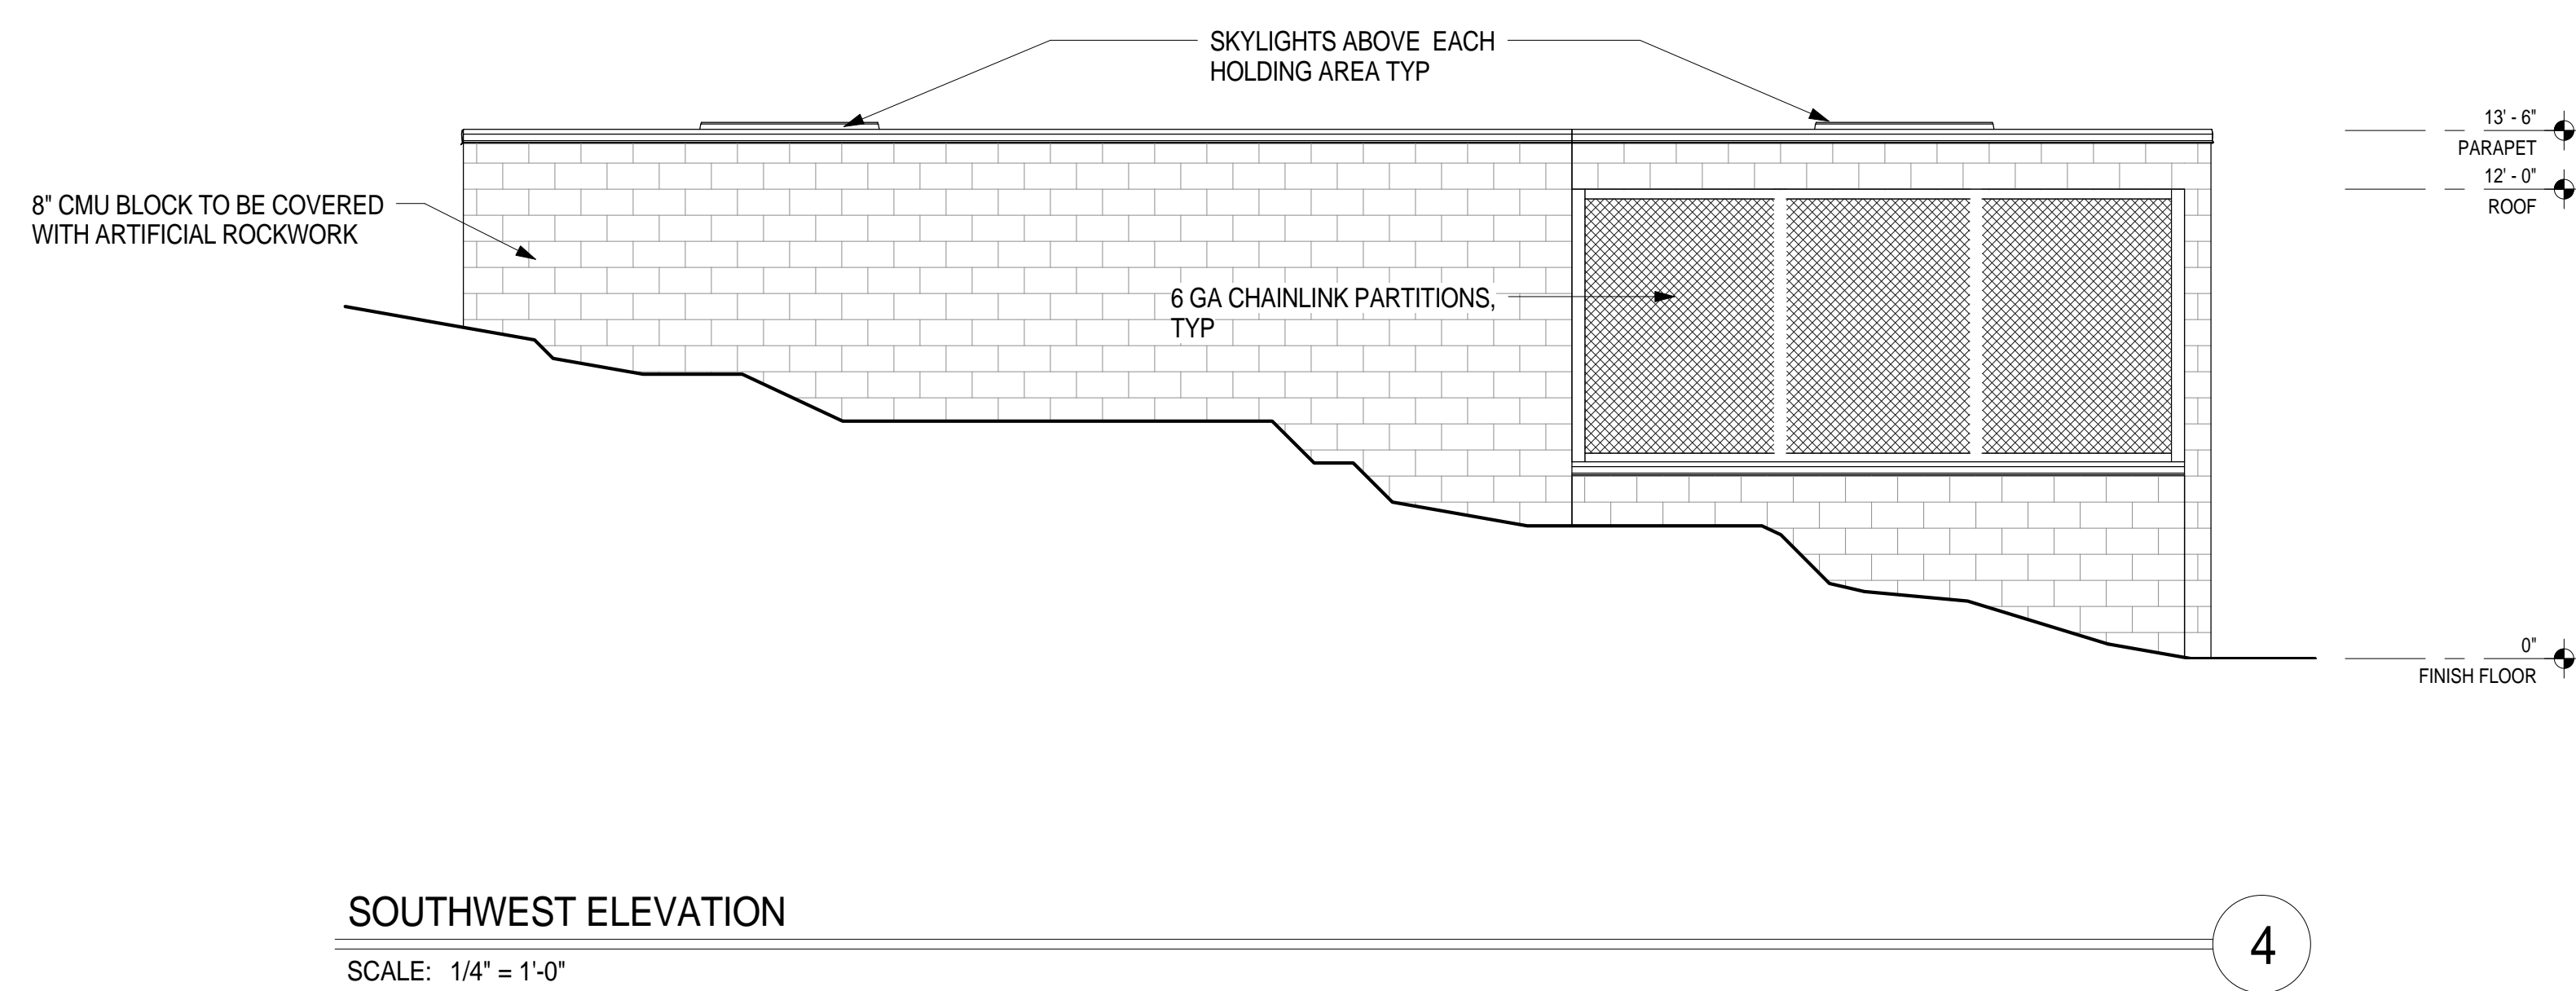 SKYLIGHTS ABOVE EACH
HOLDING AREA TYP
13' - 6"
PARAPET
12' - 0"
ROOF
8" CMU BLOCK TO BE COVERED
WITH ARTIFICIAL ROCKWORK
6 GA CHAINLINK PARTITIONS,
TYP
0"
FINISH FLOOR
SOUTHWEST ELEVATION
4
SCALE: 1/4" = 1'-0"